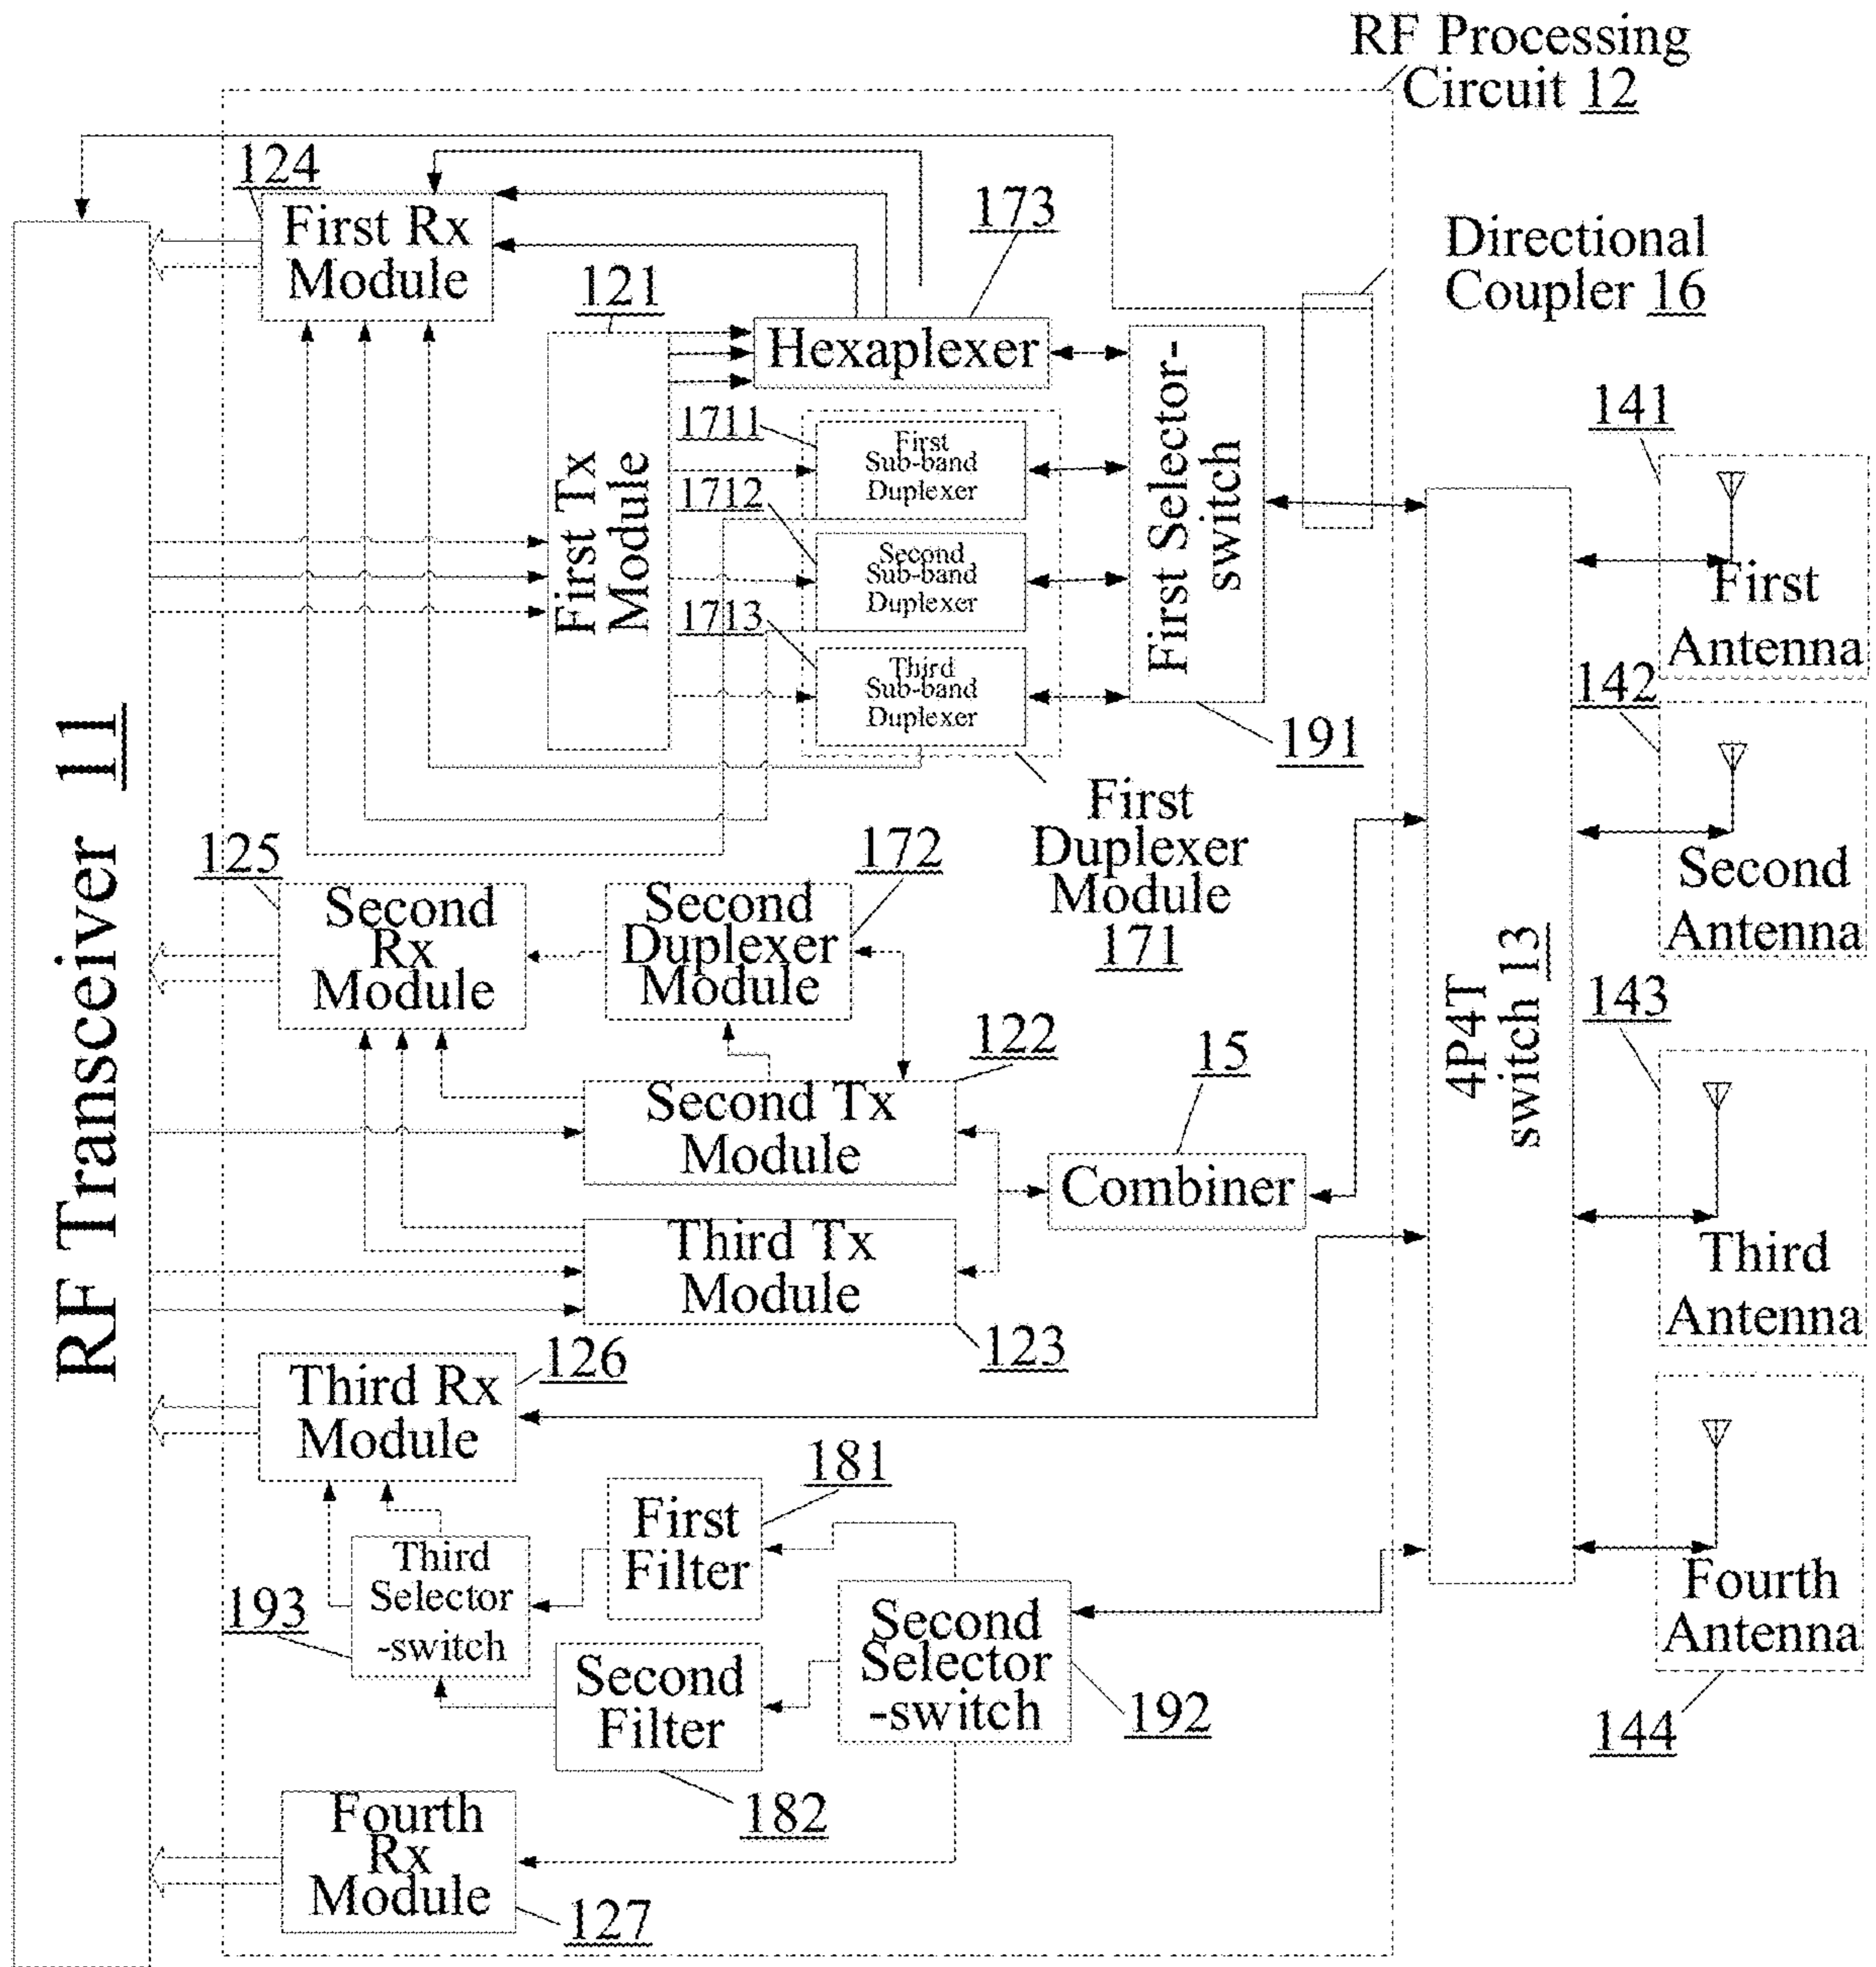 RF Processing
Circuit 12
124
First Rx
Module
173
Directional
Coupler 16
121
Hexaplexer
First Tx
Module
1711
First
Sub-band
Duplexer
1712
Second
Sub-band
Duplexer
1713
Third
Sub-band
Duplexer
First Selector-
switch
191
First
Duplexer
Module
171
141
First
Antenna
142
Second
Antenna
143
Third
Antenna
Fourth
Antenna
144
4P4T
switch 13
RF Transceiver 11
125
Second
Rx
Module
172
Second
Duplexer
Module
122
Second Tx
Module
15
Combiner
Third Tx
Module
123
126
Third Rx
Module
181
First
Filter
Third
Selector
-switch
193
Second
Filter
182
Second
Selector
-switch
192
Fourth
Rx
Module
127